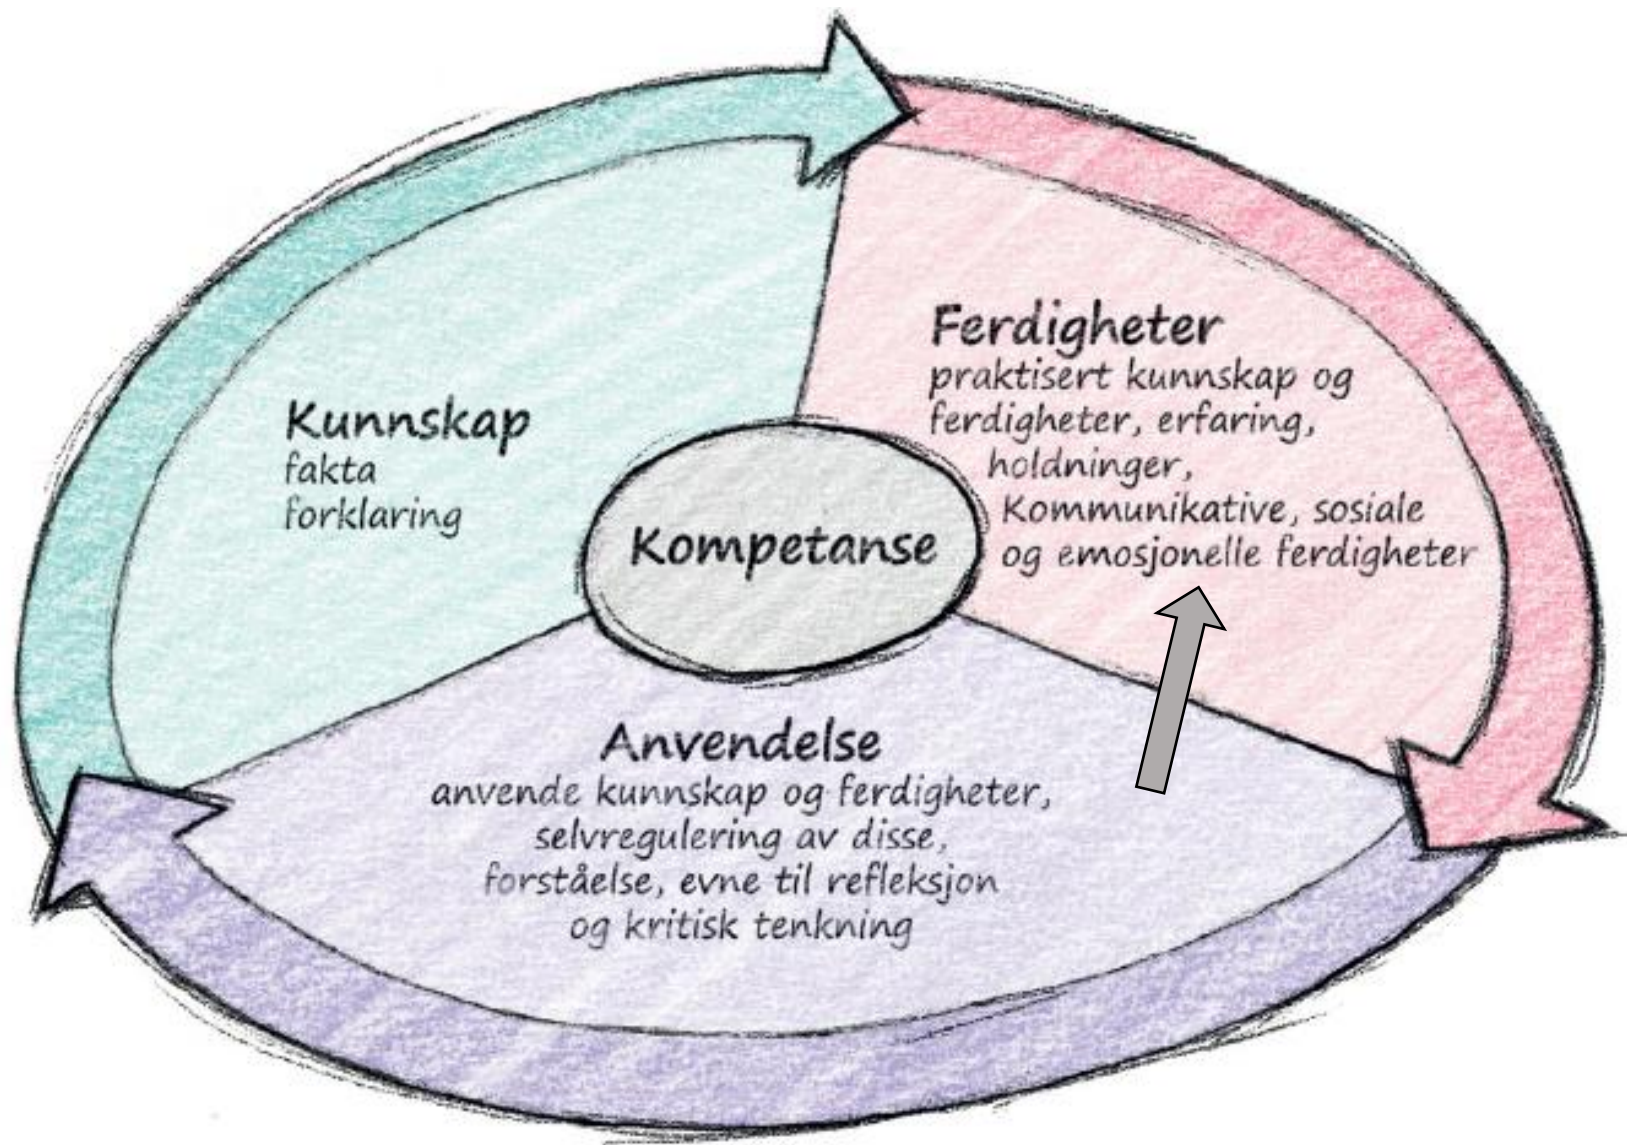 Kunnskap
fakta
forklaring
Ferdigheter
praktisert kunnskap og
ferdigheter, erfaring,
holdninger,
Kommunikative, sosiale
og emosjonelle ferdigheter
Kompetanse
Anvendelse
anvende kunnskap og ferdigheter,
selvregulering av disse,
forståelse, evne til refleksjon
og kritisk tenkning